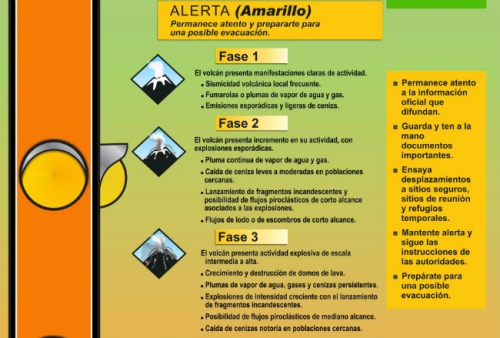 ALERTA (Amarillo)
Permanece atento y prepararte para
una posible evacuación.
Fase 1
El volcán presenta manifestaciones claras de actividad.
Sismicidad volcánica local frecuente.
Fumarolas o plumas de vapor de agua y gas.
Emisiones esporádicas y ligeras de ceniza.
Fase 2
El volcán presenta incremento en su actividad, con
explosiones esporádicas.
Pluma continua de vapor de agua y gas.
Caída de ceniza leves a moderadas en poblaciones
cercanas.
Lanzamiento de fragmentos incandescentes y
posibilidad de flujos piroclásticos de corto alcance
asociados a las explosiones.
Flujos de lodo o de escombros de corto alcance.
Fase 3
El volcán presenta actividad explosiva de escala
intermedia á alta.
Crecimiento y destrucción de domos de lava.
Plumas de vapor de agua, gases y cenizas persistentes.
Explosiones de intensidad creciente con el lanzamiento
de fragmentos incandescentes.
Posibilidad de flujos piroclásticos de mediano alcance.
Caída de cenizas notoria en poblaciones cercanas.
Permanece atento
a la información
oficial que
difundan.
Guarda y ten a la
mano
documentos
importantes.
Ensaya
desplazamientos
a sitios seguros,
sitios de reunión
y refugios
temporales.
Mantente alerta y
sigue las
instrucciones de
las autoridades.
Prepárate para
una posible
evacuación.